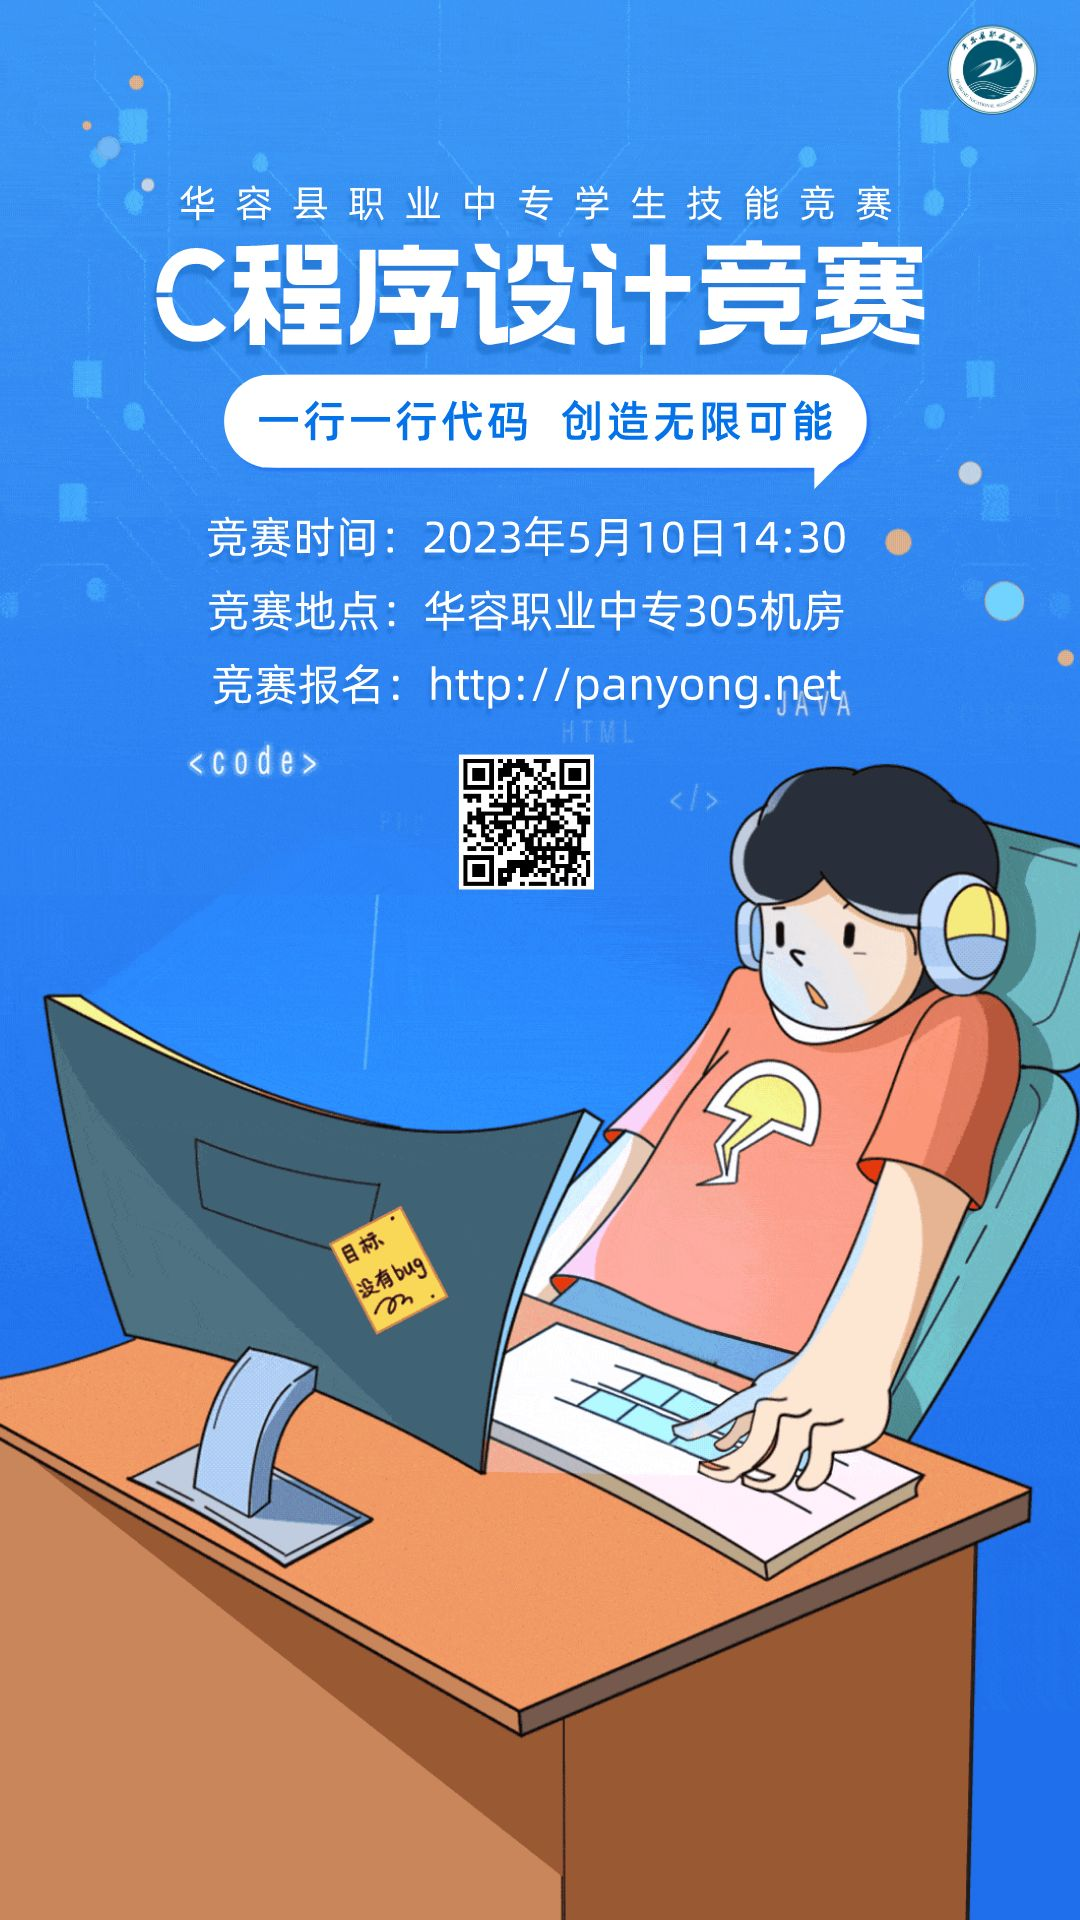 华容县职业中专学生技能竞赛
C程序设计竞赛
一行一行代码 创造无限可能
竞赛时间：2023年5月10日14:30
竞赛地点：华容职业中专305机房
竞赛报名：http://panyong.net
JAVA
HTML
<code>
</>
目标
没有bug